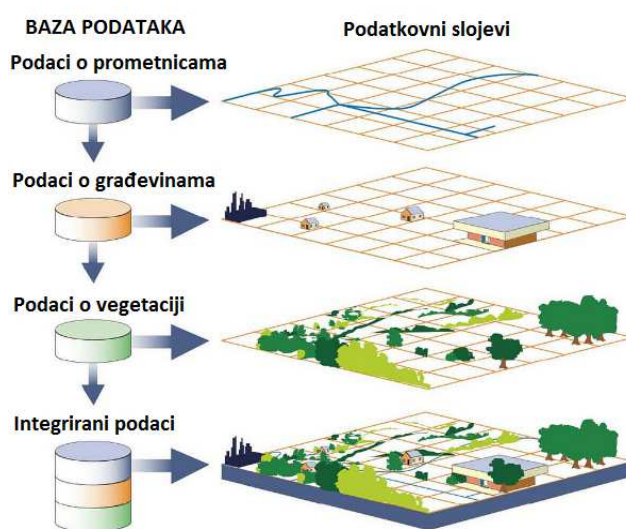 BAZA PODATAKA
Podatkovni slojevi
Podaci o prometnicama
Podaci o građevinama
Podaci o vegetaciji
Integrirani podaci